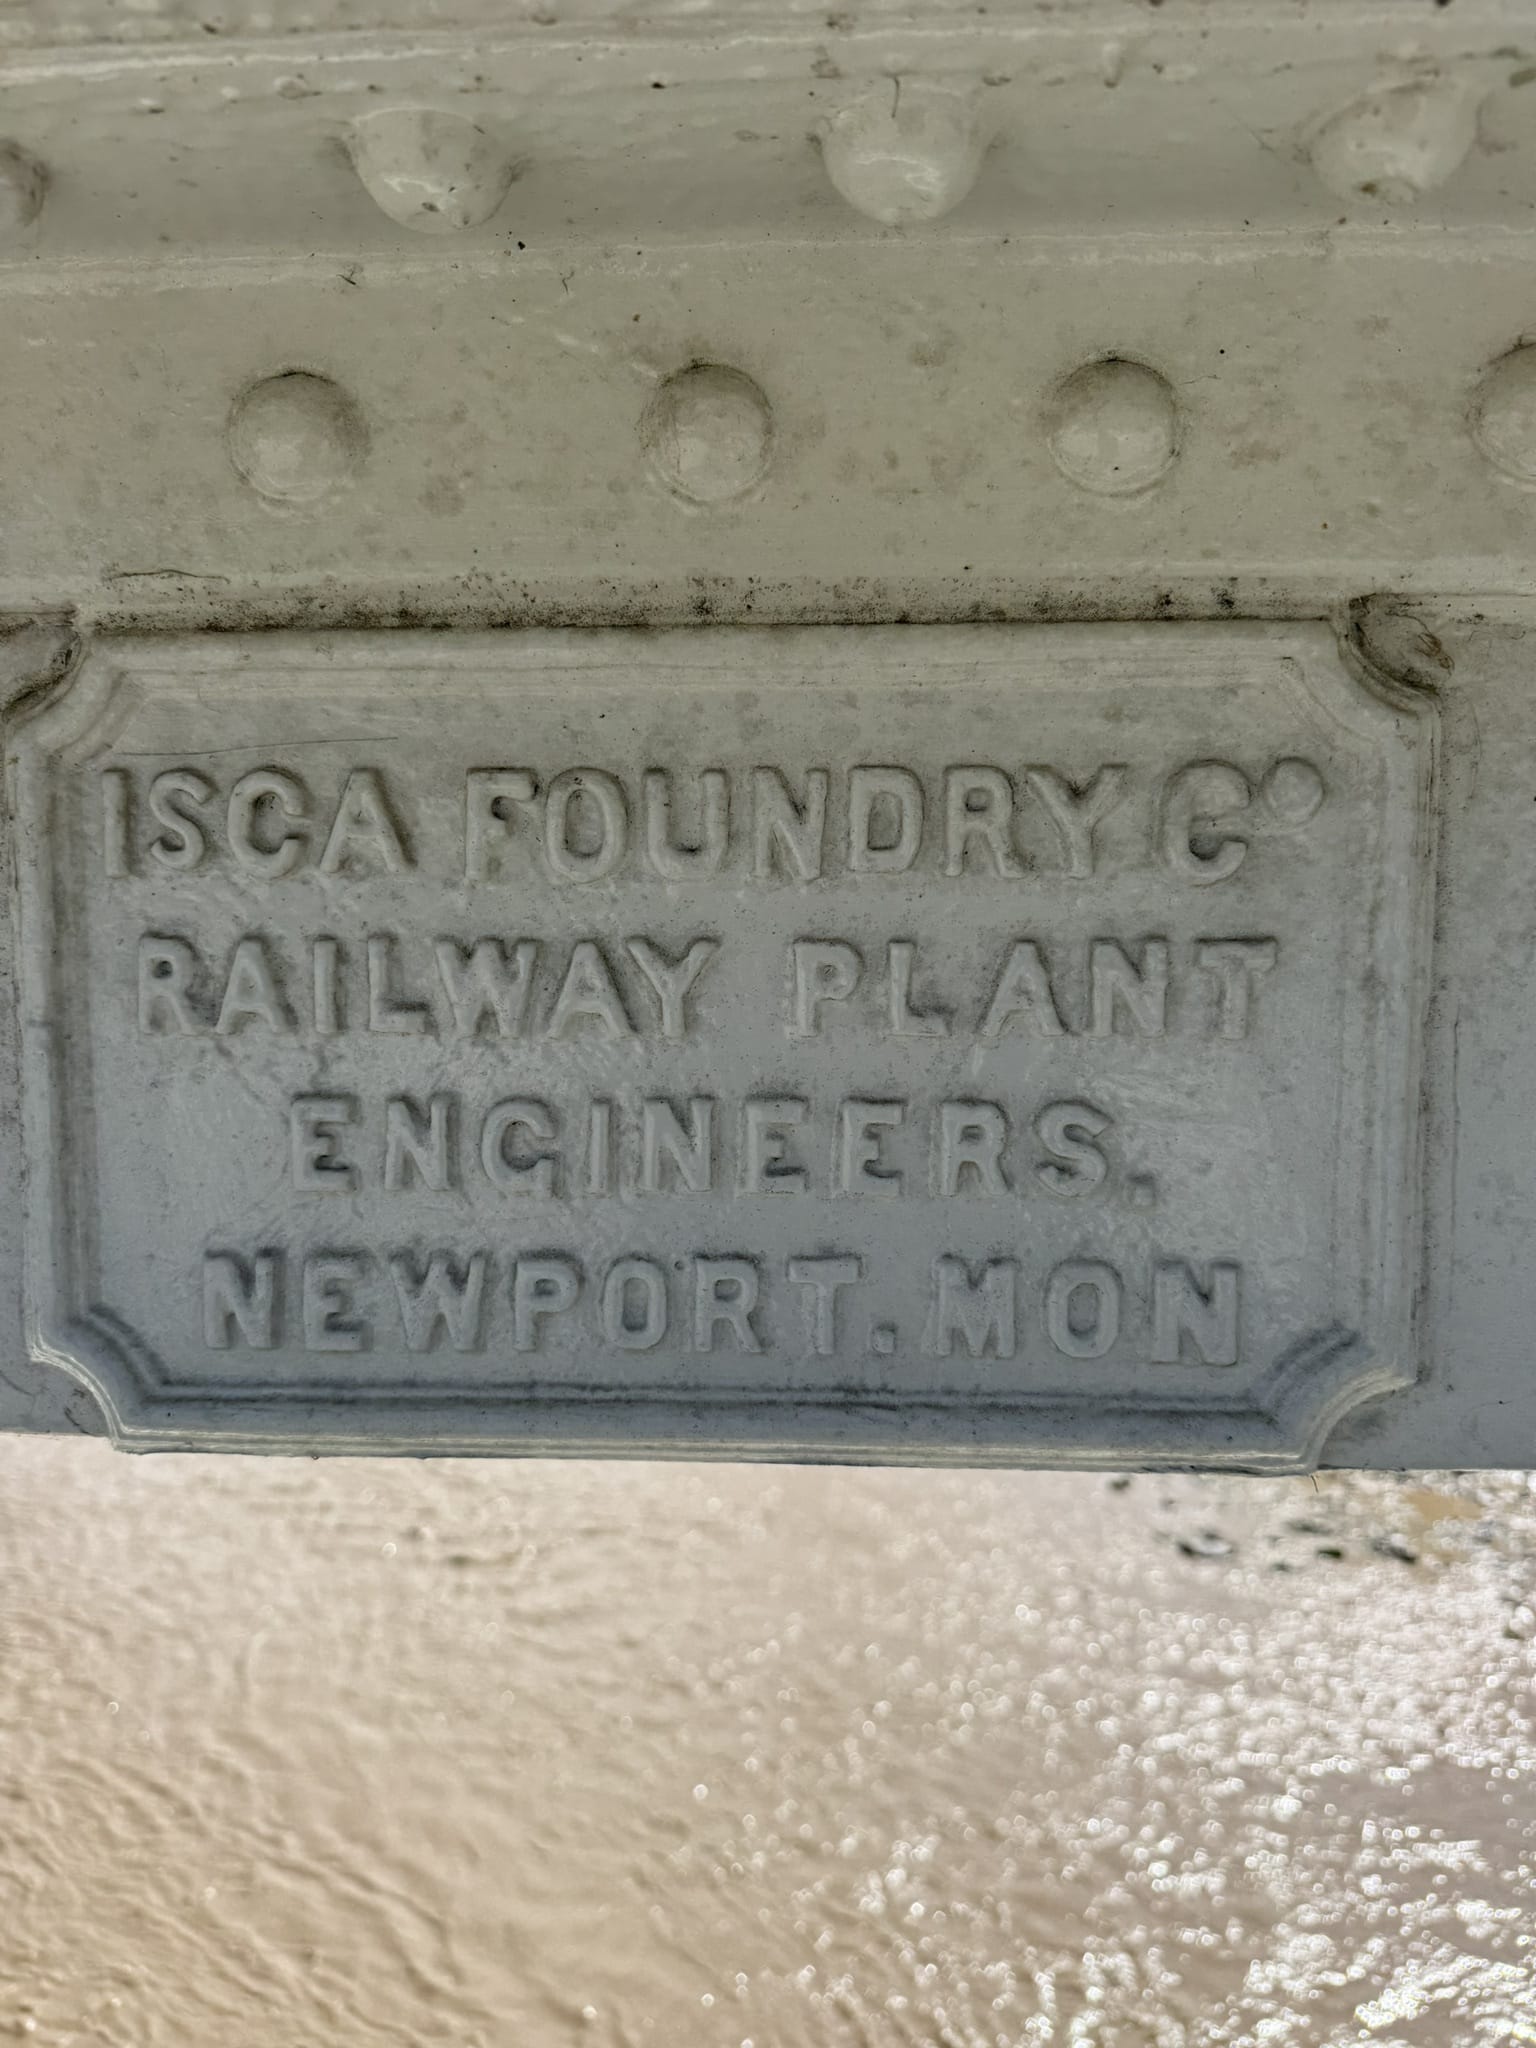 ISCA FOUNDRY Cº
RAILWAY PLANT
ENGINEERS.
NEWPORT. MON